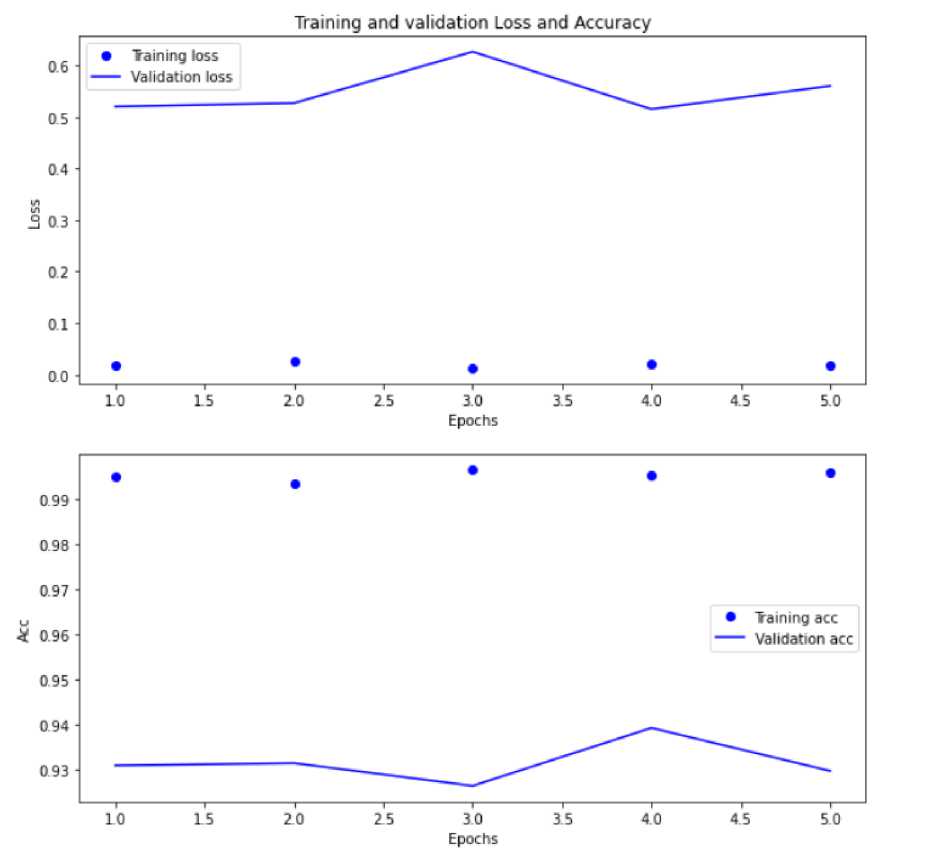 Training and validation Loss and Accuracy
Training loss
Validation loss
0.6
0.5
0.4
0.3
0.2
0.1
0.0
Loss
1.0 1.5 2.0 2.5 3.0 3.5 4.0 4.5 5.0
Epochs
0.99
0.98
0.97
0.96
0.95
0.94
0.93
Acc
Training acc
Validation acc
1.0 1.5 2.0 2.5 3.0 3.5 4.0 4.5 5.0
Epochs